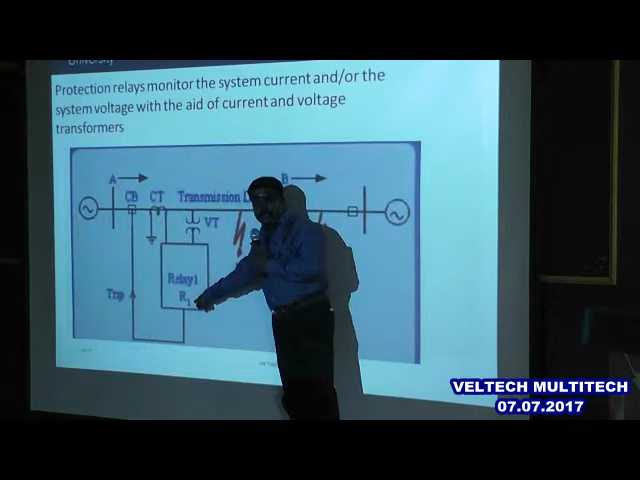 University
Protection relays monitor the system current and/or the
system voltage with the aid of current and voltage
transformers
A
B
CB CT Transmission
VT
Relay1
R1
Trip
VELTECH MULTITECH
07.07.2017